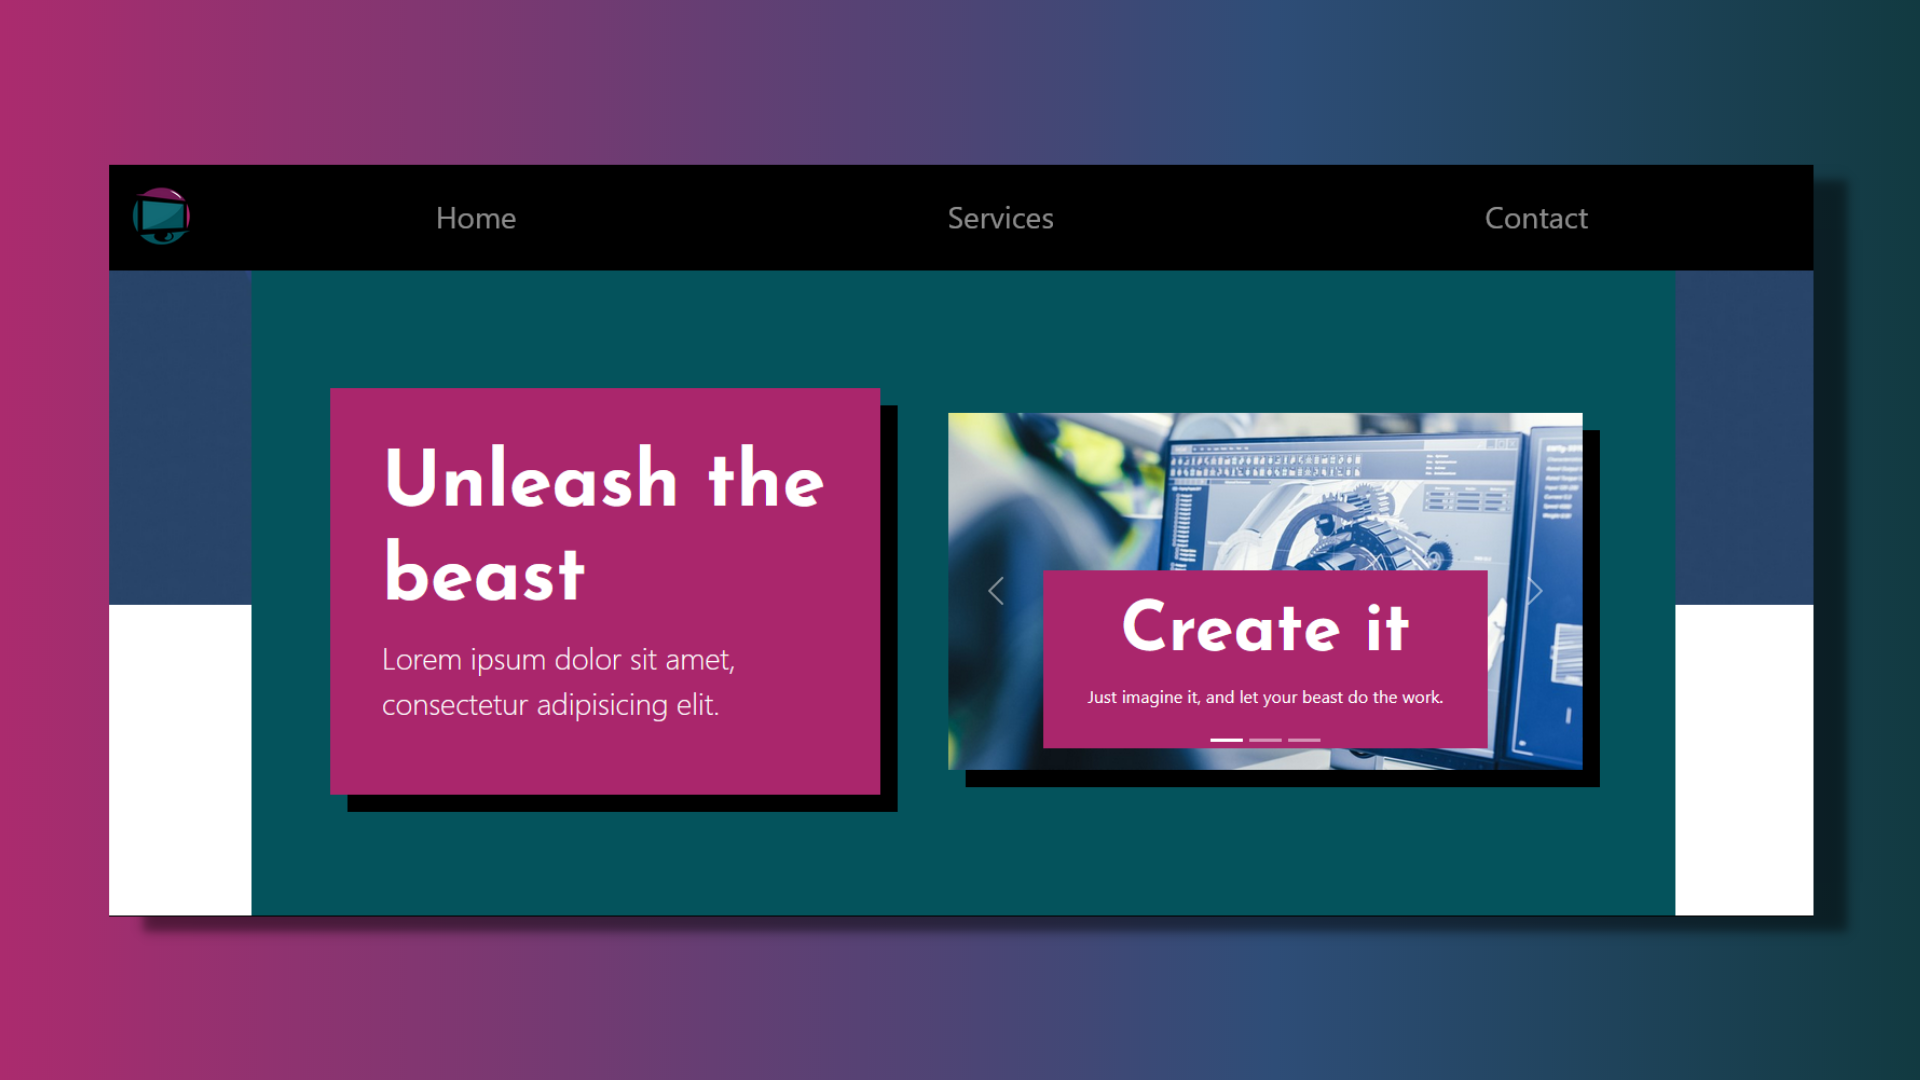 Home
Services
Contact
Unleash the
beast
Lorem ipsum dolor sit amet,
consectetur adipisicing elit.
Create it
Just imagine it, and let your beast do the work.